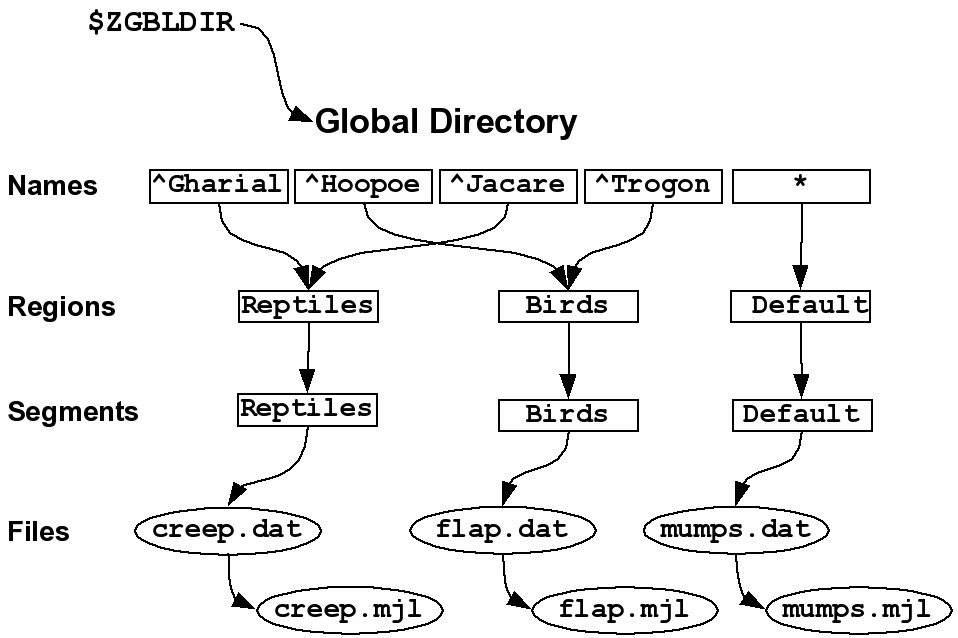 $ZGBLDIR
Global Directory
Names ^Gharial ^Hoopoe ^Jacare ^Trogon *
Regions Reptiles Birds Default
Segments Reptiles Birds Default
Files creep.dat flap.dat mumps.dat
creep.mjl flap.mjl mumps.mjl